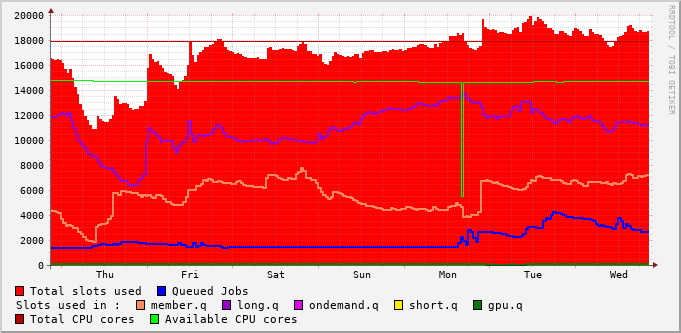 20000
18000
16000
14000
12000
10000
8000
6000
4000
2000
0
Thu Fri Sat Sun Mon Tue Wed
RRDTOOL / TOBI OETIKER
Total slots used Queued Jobs
Slots used in : member.q long.q ondemand.q short.q gpu.q
Total CPU cores Available CPU cores